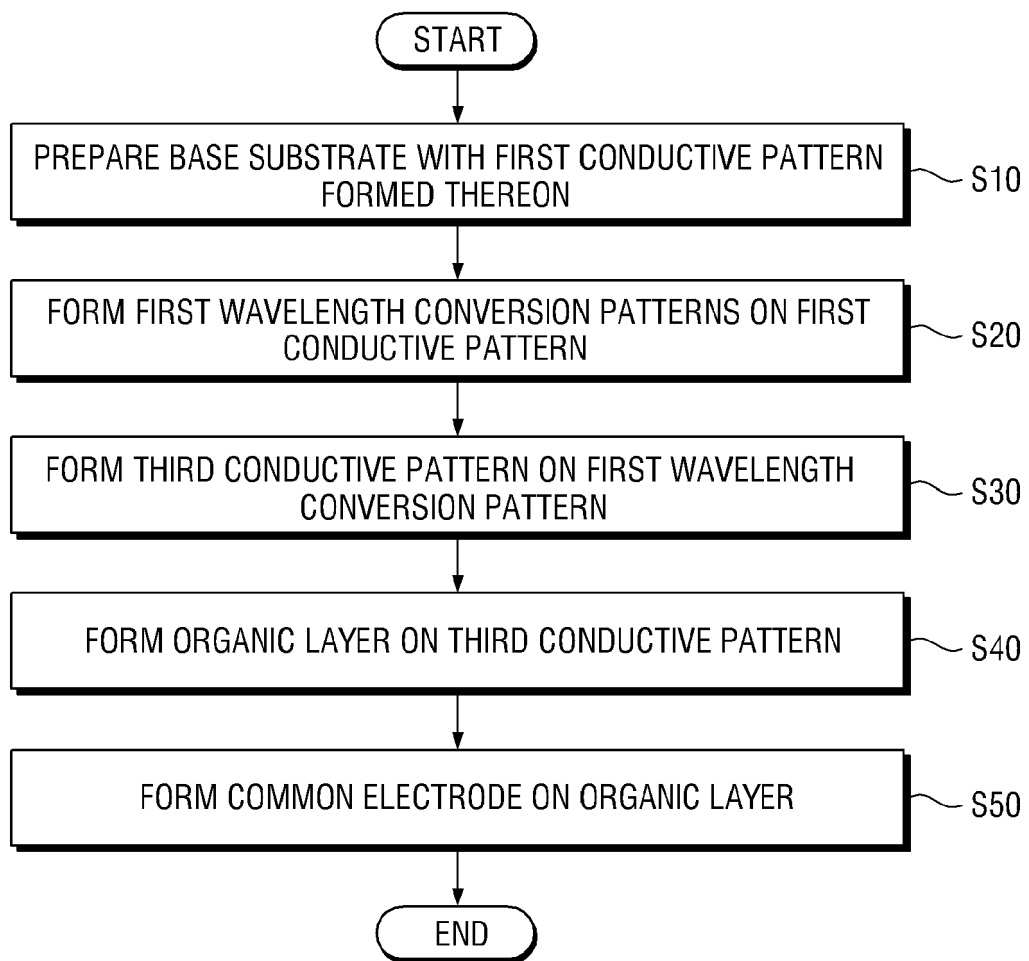 START
PREPARE BASE SUBSTRATE WITH FIRST CONDUCTIVE PATTERN
FORMED THEREON
S10
FORM FIRST WAVELENGTH CONVERSION PATTERNS ON FIRST
CONDUCTIVE PATTERN
S20
FORM THIRD CONDUCTIVE PATTERN ON FIRST WAVELENGTH
CONVERSION PATTERN
S30
FORM ORGANIC LAYER ON THIRD CONDUCTIVE PATTERN
S40
FORM COMMON ELECTRODE ON ORGANIC LAYER
S50
END